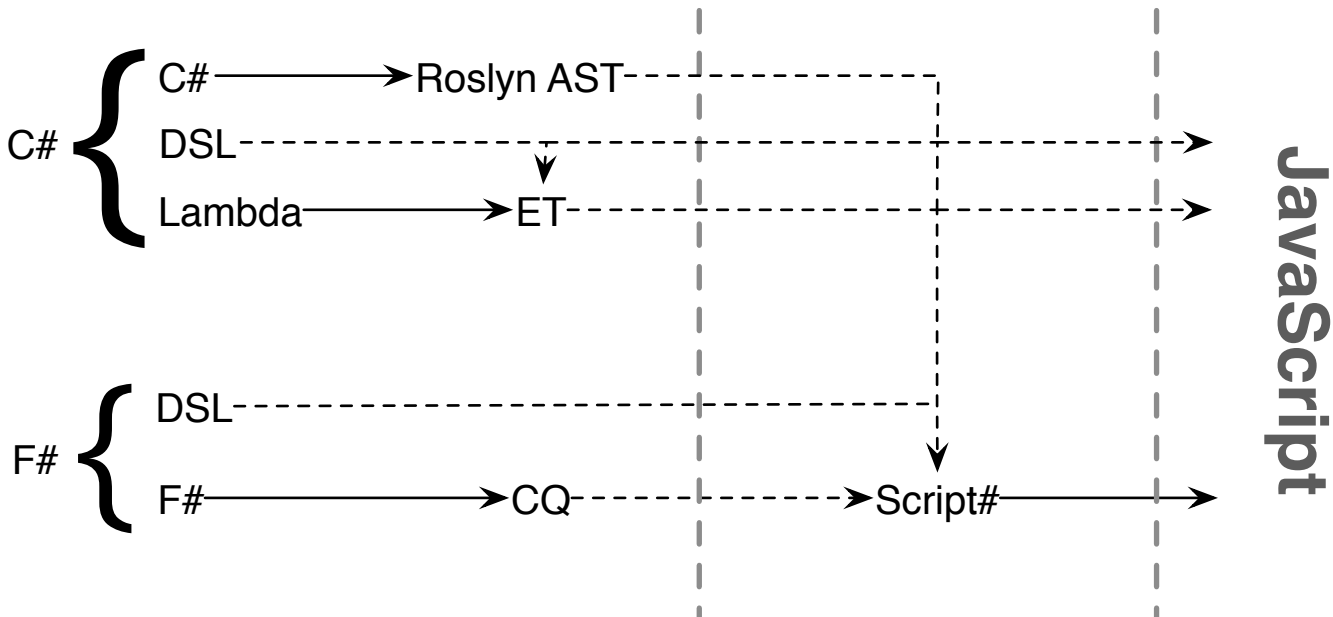 C# Roslyn AST
C# DSL
Lambda ET
JavaScript
DSL
F#
F# CQ Script#